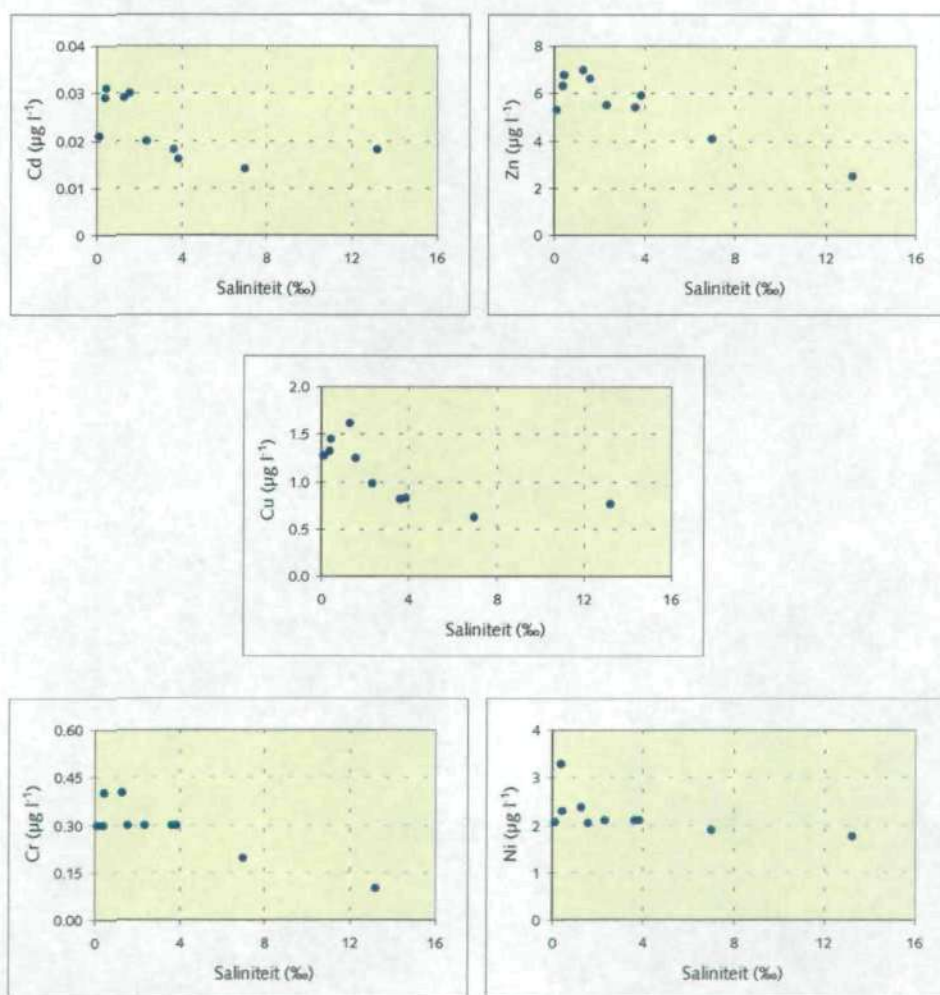 Cd (µg l⁻¹)
0.04
0.03
0.02
0.01
0
0 4 8 12 16
Saliniteit (‰)
Zn (µg l⁻¹)
8
6
4
2
0
0 4 8 12 16
Saliniteit (‰)
Cu (µg l⁻¹)
2.0
1.5
1.0
0.5
0.0
0 4 8 12 16
Saliniteit (‰)
Cr (µg l⁻¹)
0.60
0.45
0.30
0.15
0.00
0 4 8 12 16
Saliniteit (‰)
Ni (µg l⁻¹)
4
3
2
1
0
0 4 8 12 16
Saliniteit (‰)